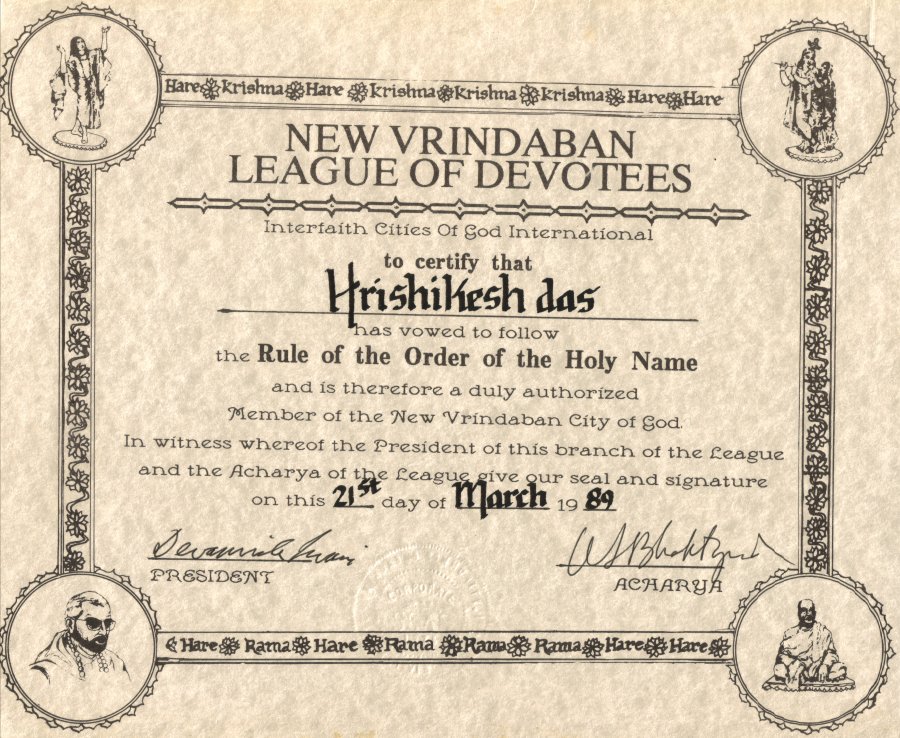 Hare Krishna Hare Krishna Krishna Krishna Hare Hare
NEW VRINDABAN
LEAGUE OF DEVOTEES
Interfaith Cities Of God International
to certify that
Hrishikesh das
has vowed to follow
the Rule of the Order of the Holy Name
and is therefore a duly authorized
Member of the New Vrindaban City of God.
In witness whereof the President of this branch of the League
and the Acharya of the League give our seal and signature
on this 21st day of March 1989
PRESIDENT
ACHARYA
Hare Rama Hare Rama Rama Rama Hare Hare